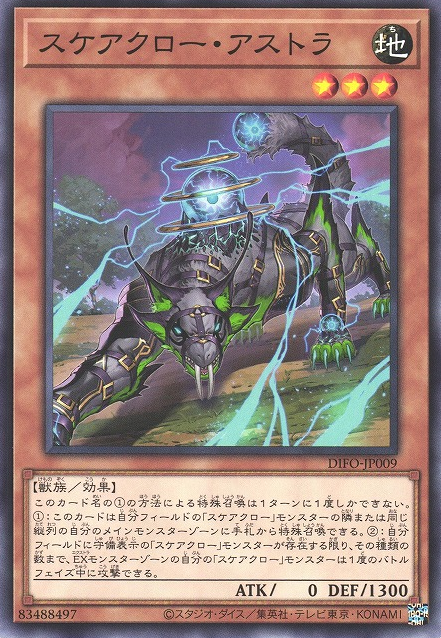 スケアクロー・アストラ
ち
地
DIFO-JP009
【獣族／効果】
このカード名の①の方法による特殊召喚は１ターンに１度しかできない。
①：このカードは自分フィールドの「スケアクロー」モンスターの隣または同じ
縦列の自分のメインモンスターゾーンに手札から特殊召喚できる。②：自分
フィールドに守備表示の「スケアクロー」モンスターが存在する限り、その種類の
数まで、EXモンスターゾーンの自分の「スケアクロー」モンスターは１度のバトル
フェイズ中に攻撃できる。
ATK/ 0 DEF/1300
83488497 ©スタジオ・ダイス／集英社・テレビ東京・KONAMI